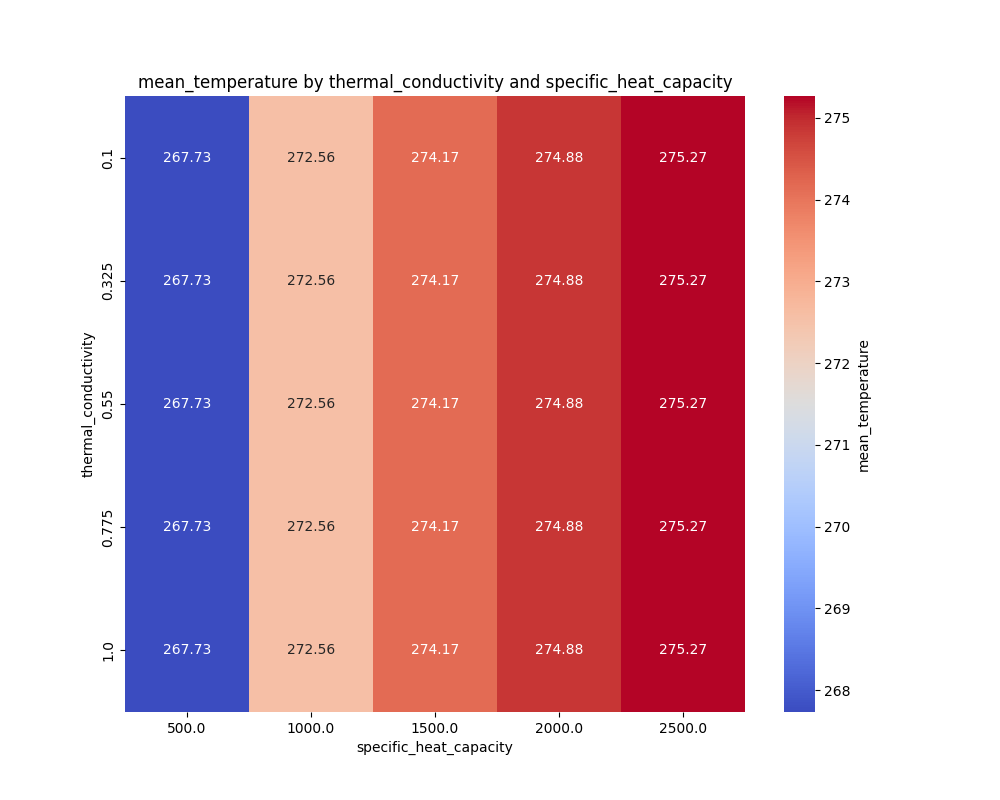 mean_temperature by thermal_conductivity and specific_heat_capacity
thermal_conductivity
0.1
267.73 272.56 274.17 274.88 275.27
0.325
267.73 272.56 274.17 274.88 275.27
0.55
267.73 272.56 274.17 274.88 275.27
0.775
267.73 272.56 274.17 274.88 275.27
1.0
267.73 272.56 274.17 274.88 275.27
500.0 1000.0 1500.0 2000.0 2500.0
specific_heat_capacity
275
274
273
272
271
270
269
268
mean_temperature